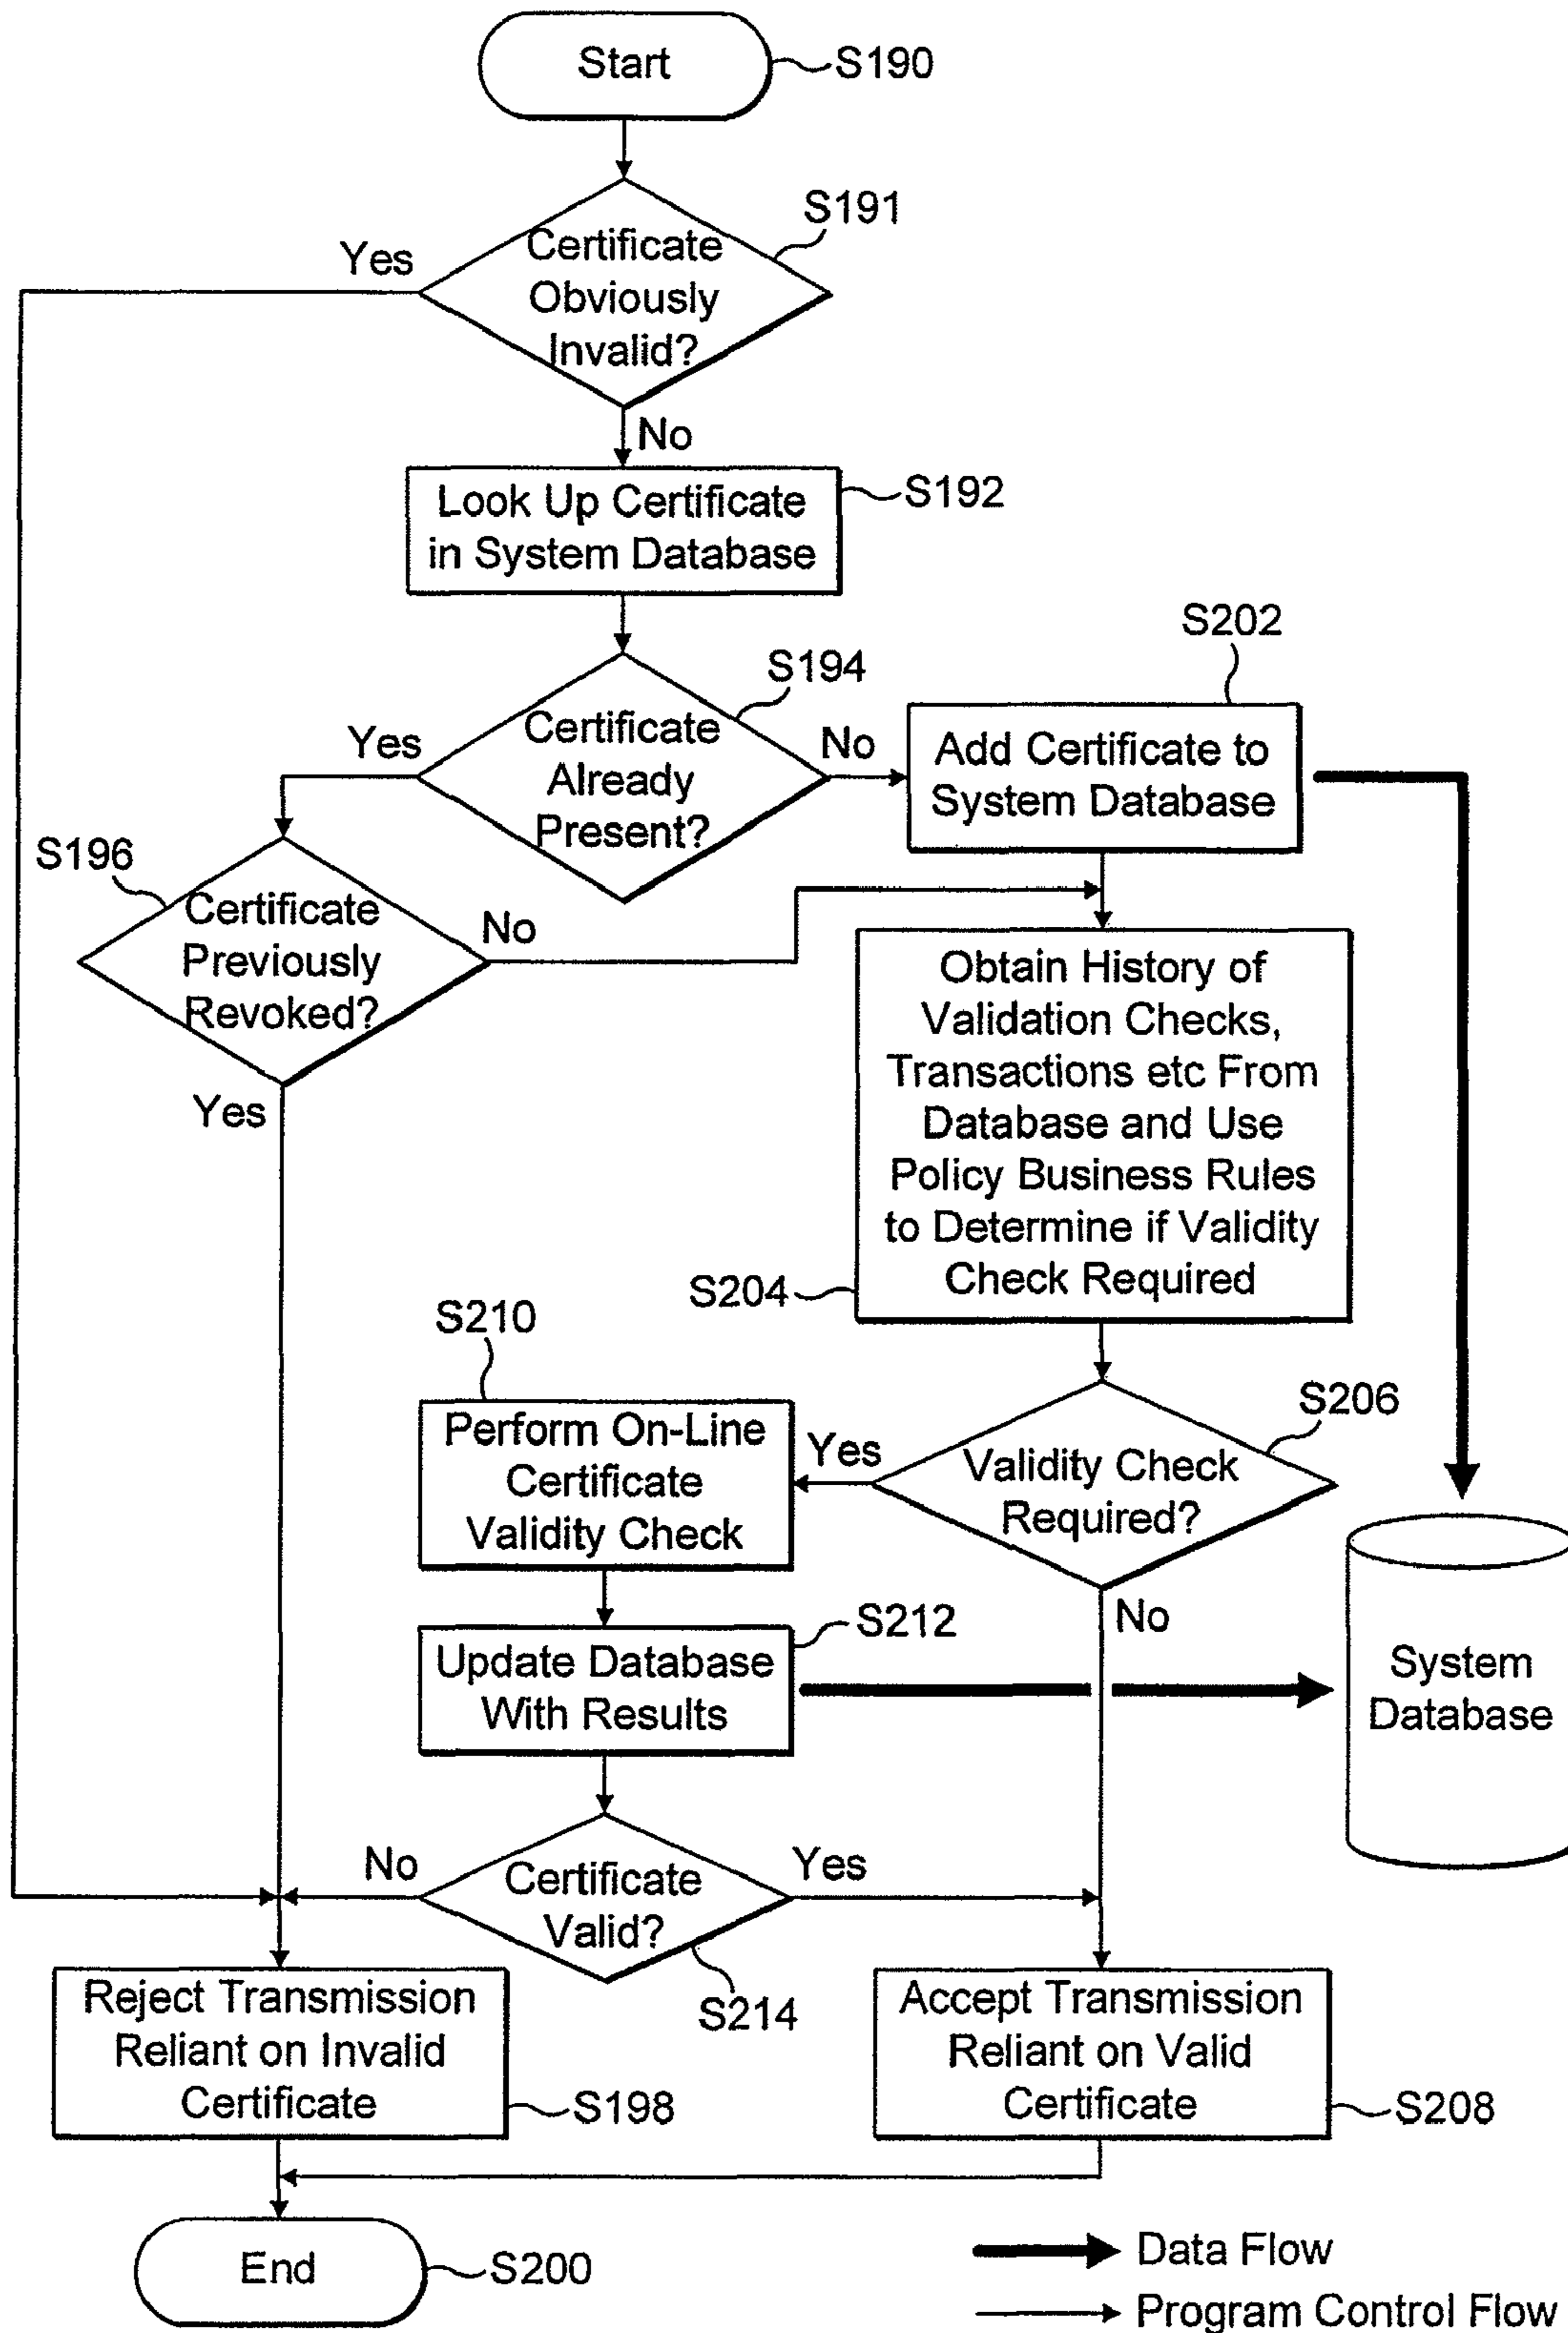 Start
S190
S191
Yes
Certificate
Obviously
Invalid?
No
Look Up Certificate
in System Database
S192
S202
S194
Yes
Certificate
Already
Present?
No
Add Certificate to
System Database
S196
Certificate
Previously
Revoked?
No
Yes
Obtain History of
Validation Checks,
Transactions etc From
Database and Use
Policy Business Rules
to Determine if Validity
Check Required
S204
S210
S206
Perform On-Line
Certificate
Validity Check
Yes
Validity Check
Required?
No
S212
Update Database
With Results
System
Database
No
Certificate
Valid?
Yes
S214
Reject Transmission
Reliant on Invalid
Certificate
S198
Accept Transmission
Reliant on Valid
Certificate
S208
End
S200
Data Flow
Program Control Flow